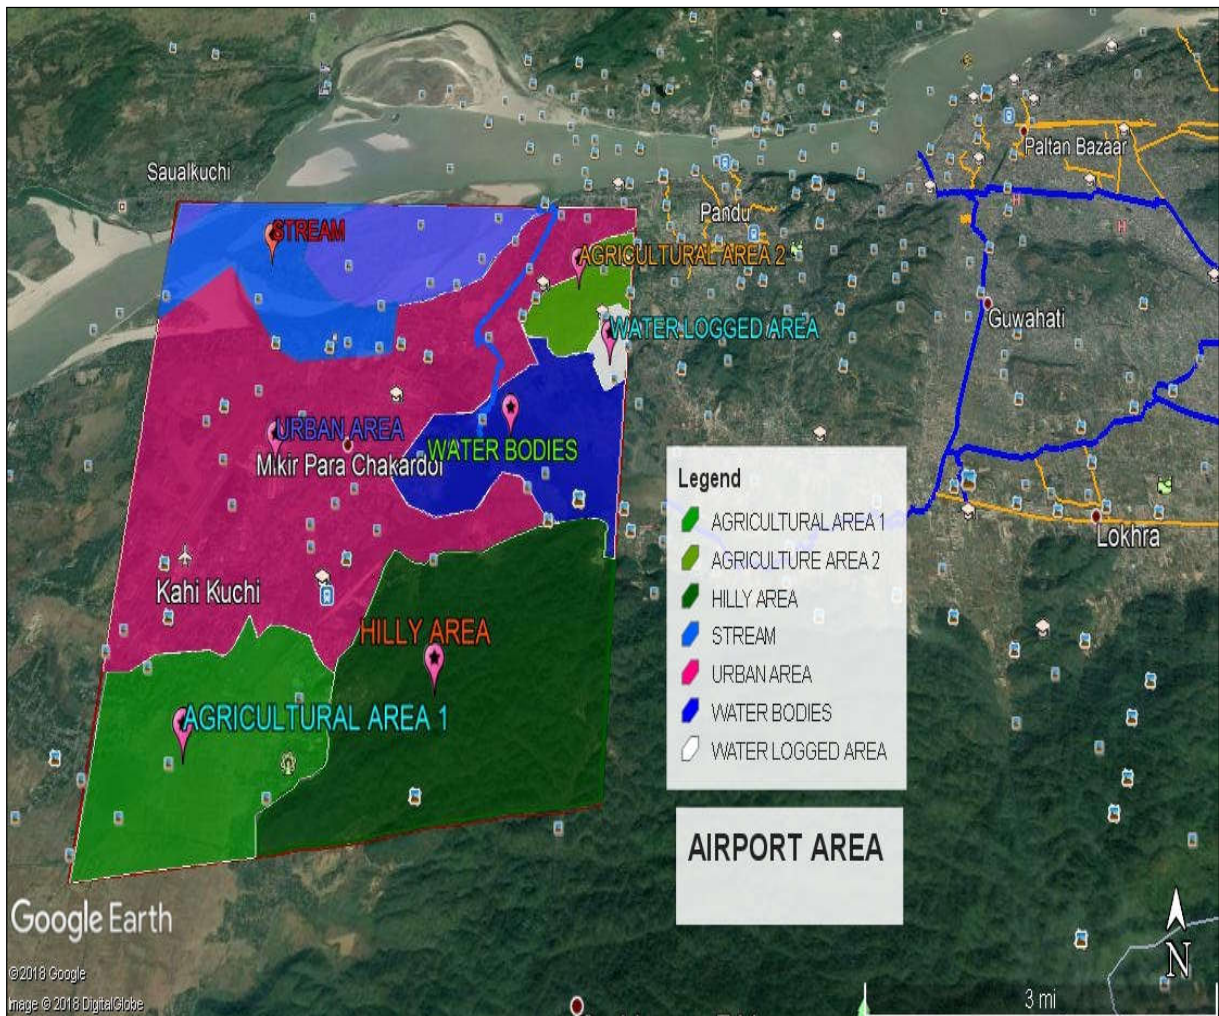 Saualkuchi
Paltan Bazaar
Pandu
STREAM
AGRICULTURAL AREA 2
WATER LOGGED AREA
Guwahati
URBAN AREA
WATER BODIES
Mikir Para Chakardoi
Legend
AGRICULTURAL AREA 1
AGRICULTURE AREA 2
HILLY AREA
STREAM
URBAN AREA
WATER BODIES
WATER LOGGED AREA
Lokhra
Kahi Kuchi
HILLY AREA
AGRICULTURAL AREA 1
AIRPORT AREA
Google Earth
©2018 Google
Image © 2018 DigitalGlobe
N
3 mi